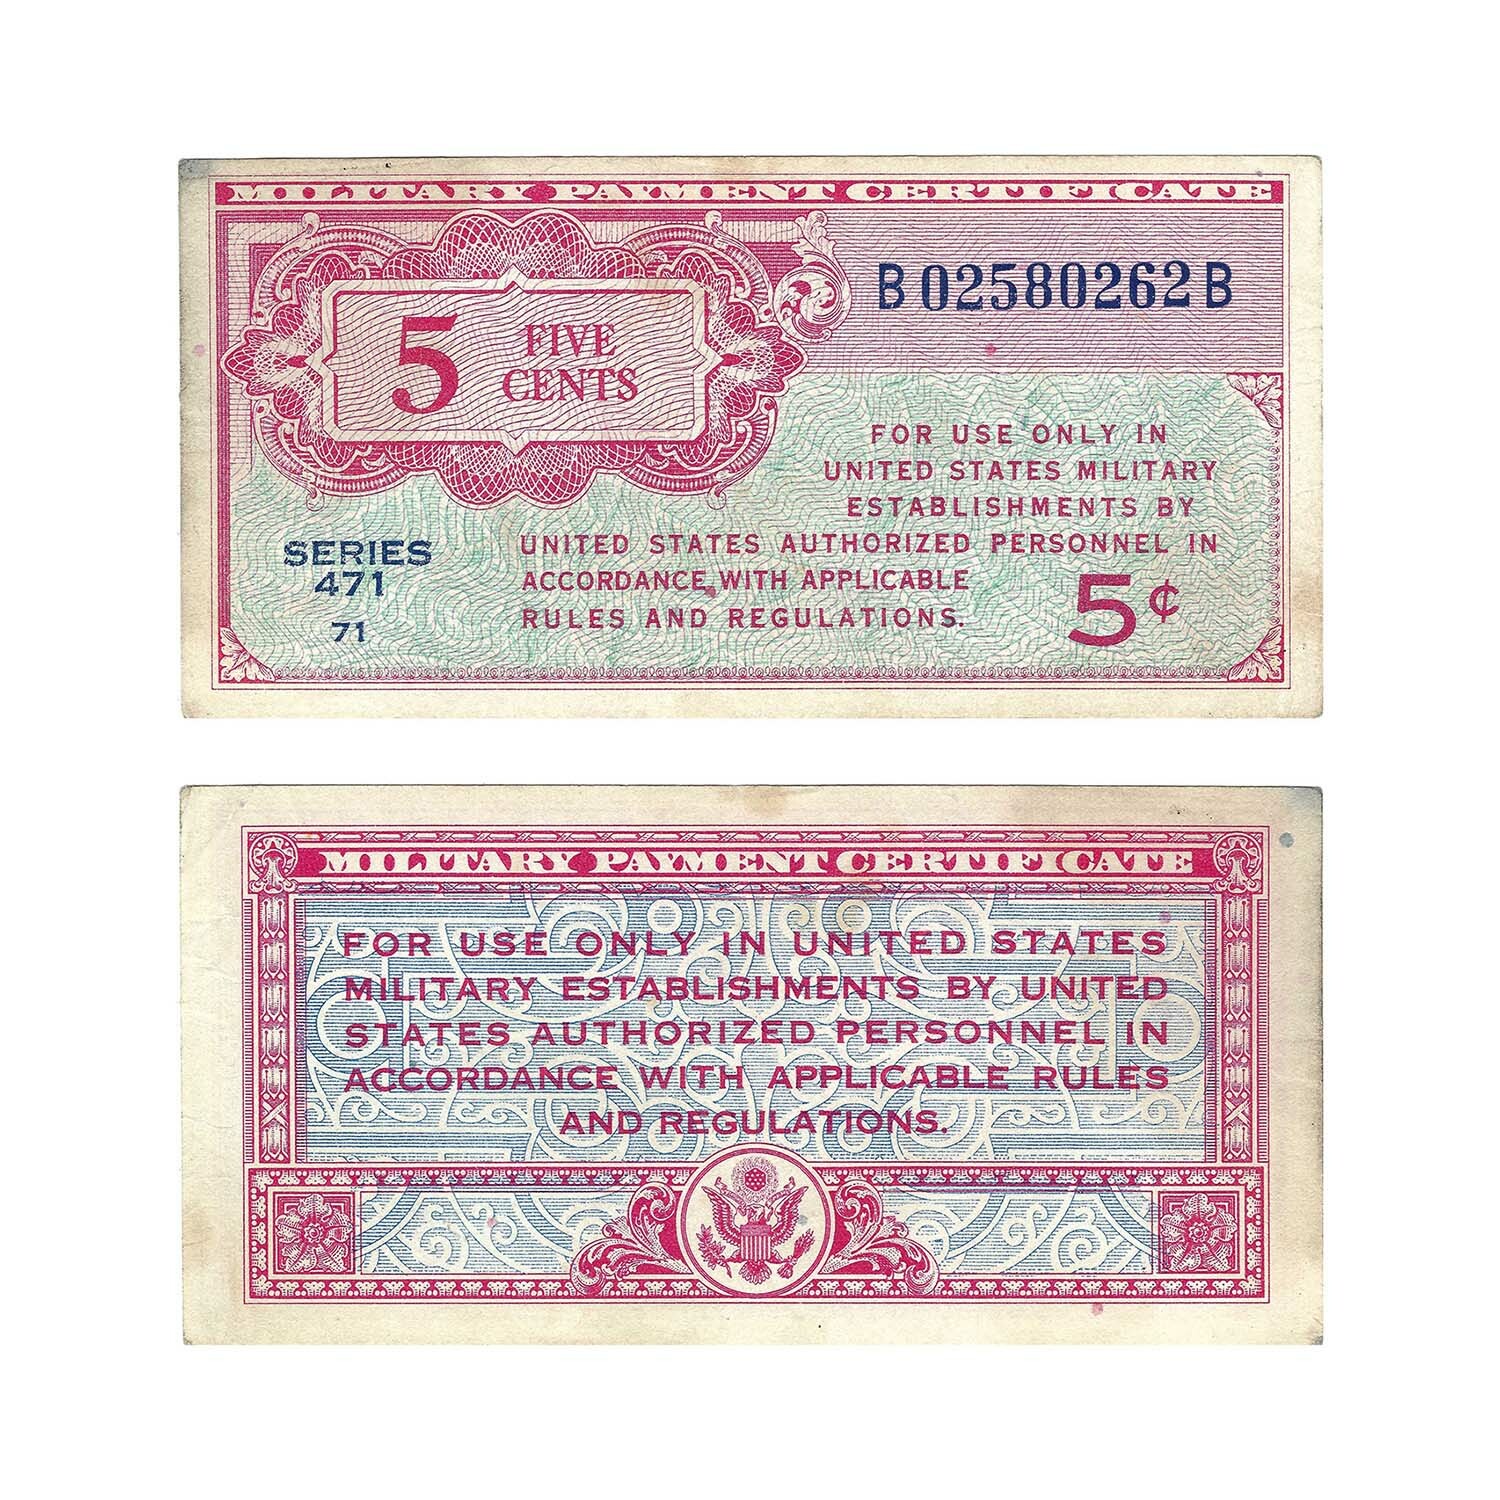 MILITARY PAYMENT CERTIFICATE
B02580262B
5 FIVE
CENTS
FOR USE ONLY IN
UNITED STATES MILITARY
ESTABLISHMENTS BY
UNITED STATES AUTHORIZED PERSONNEL IN
ACCORDANCE WITH APPLICABLE
RULES AND REGULATIONS.
5¢
SERIES
471
71
MILITARY PAYMENT CERTIFICATE
FOR USE ONLY IN UNITED STATES
MILITARY ESTABLISHMENTS BY UNITED
STATES AUTHORIZED PERSONNEL IN
ACCORDANCE WITH APPLICABLE RULES
AND REGULATIONS.